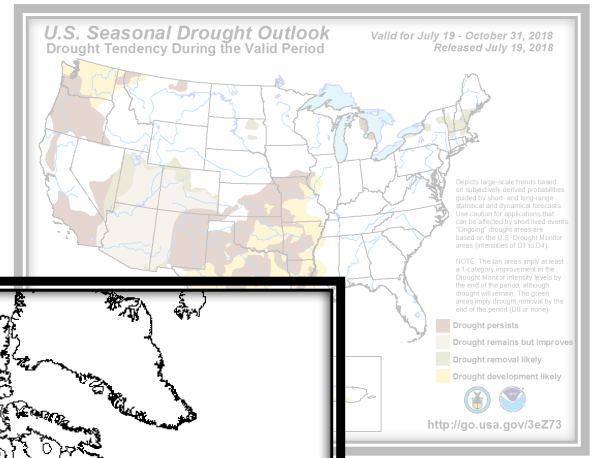 U.S. Seasonal Drought Outlook
Drought Tendency During the Valid Period
Valid for July 19 - October 31, 2018
Released July 19, 2018
Depicts large-scale trends based
on subjectively derived probabilities
guided by short- and long-range
statistical and dynamical forecasts.
Use caution for applications that
can be affected by short lived events.
"Ongoing" drought areas are
based on the U.S. Drought Monitor
areas (intensities of D1 to D4).
NOTE: The tan areas imply at least
a 1-category improvement in the
Drought Monitor intensity levels by
the end of the period, although
drought will remain. The green
areas imply drought removal by the
end of the period (D0 or none).
Drought persists
Drought remains but improves
Drought removal likely
Drought development likely
http://go.usa.gov/3eZ73